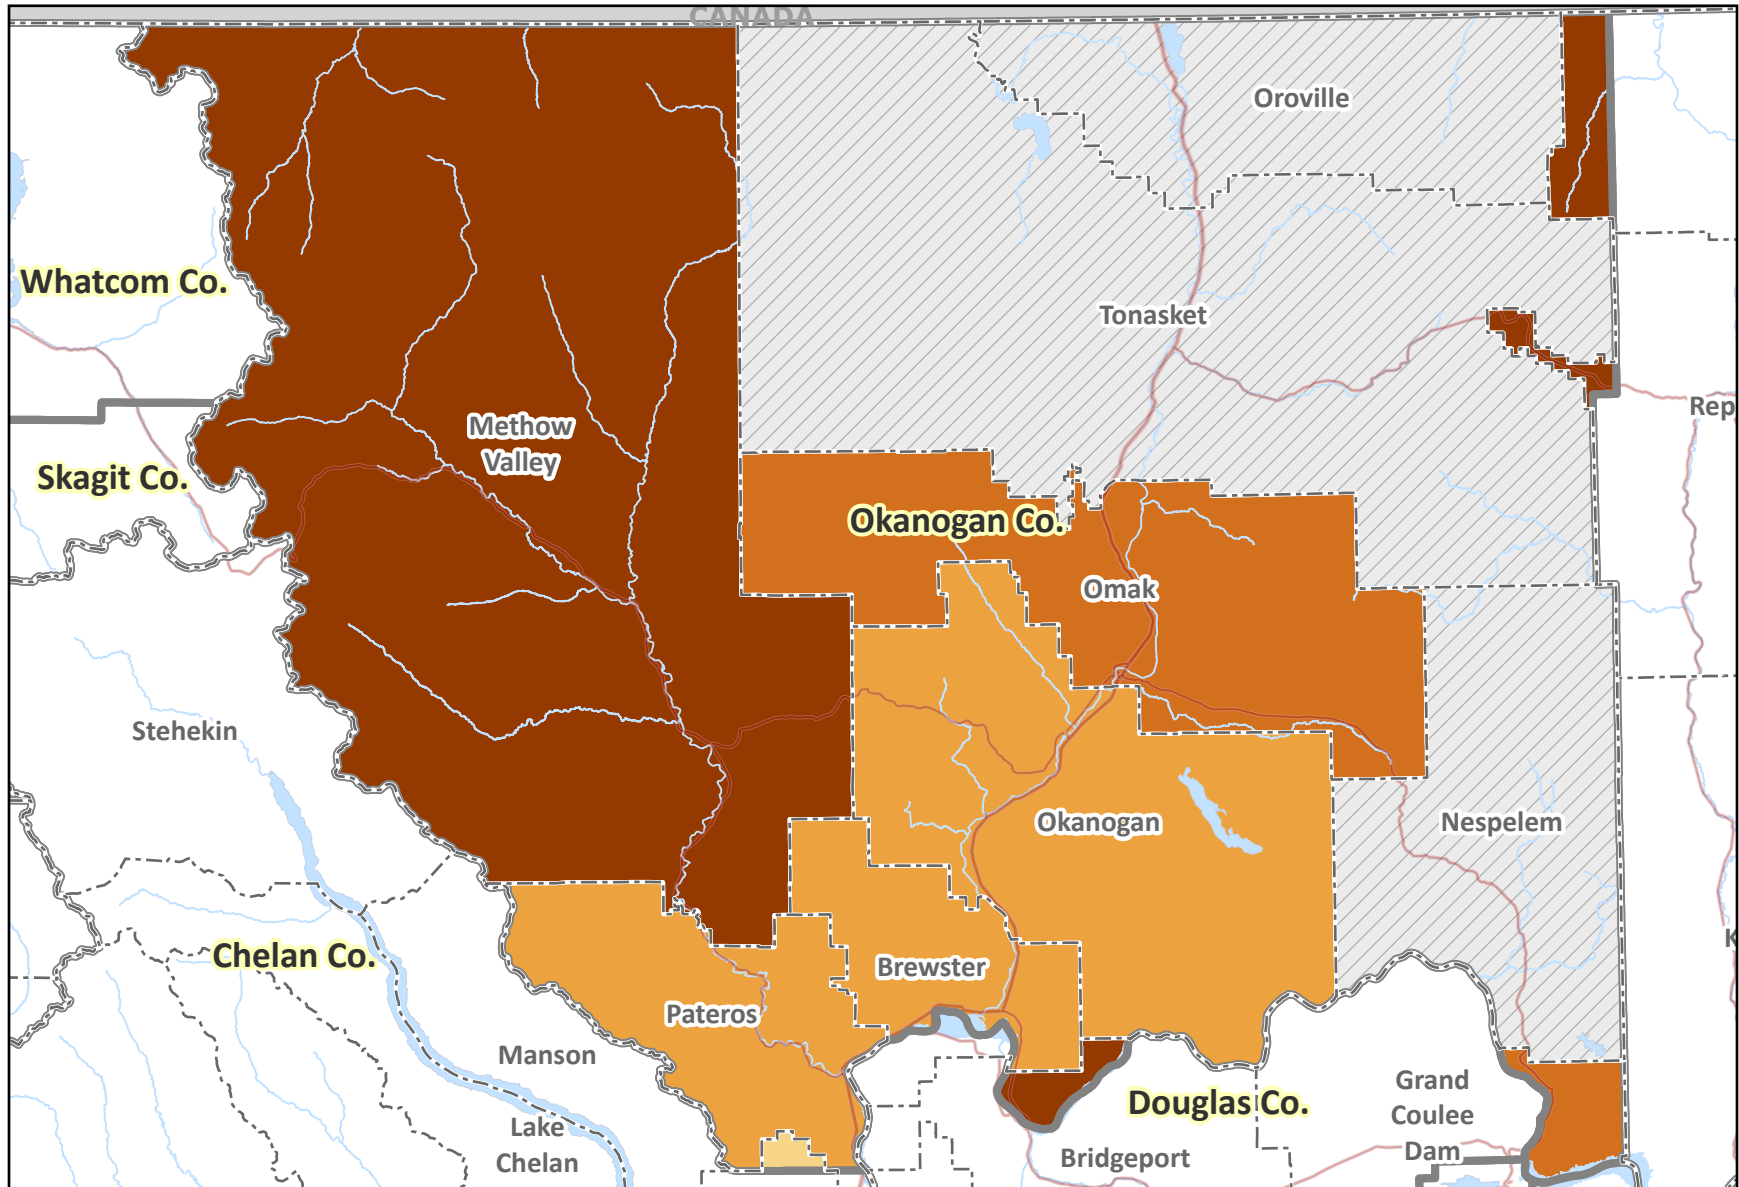 CANADA
Oroville
Whatcom Co.
Tonasket
Rep
Methow
Valley
Skagit Co.
Okanogan Co.
Omak
Stehekin
Okanogan
Nespelem
K
Chelan Co.
Brewster
Pateros
Manson
Grand
Coulee
Dam
Douglas Co.
Lake
Chelan
Bridgeport